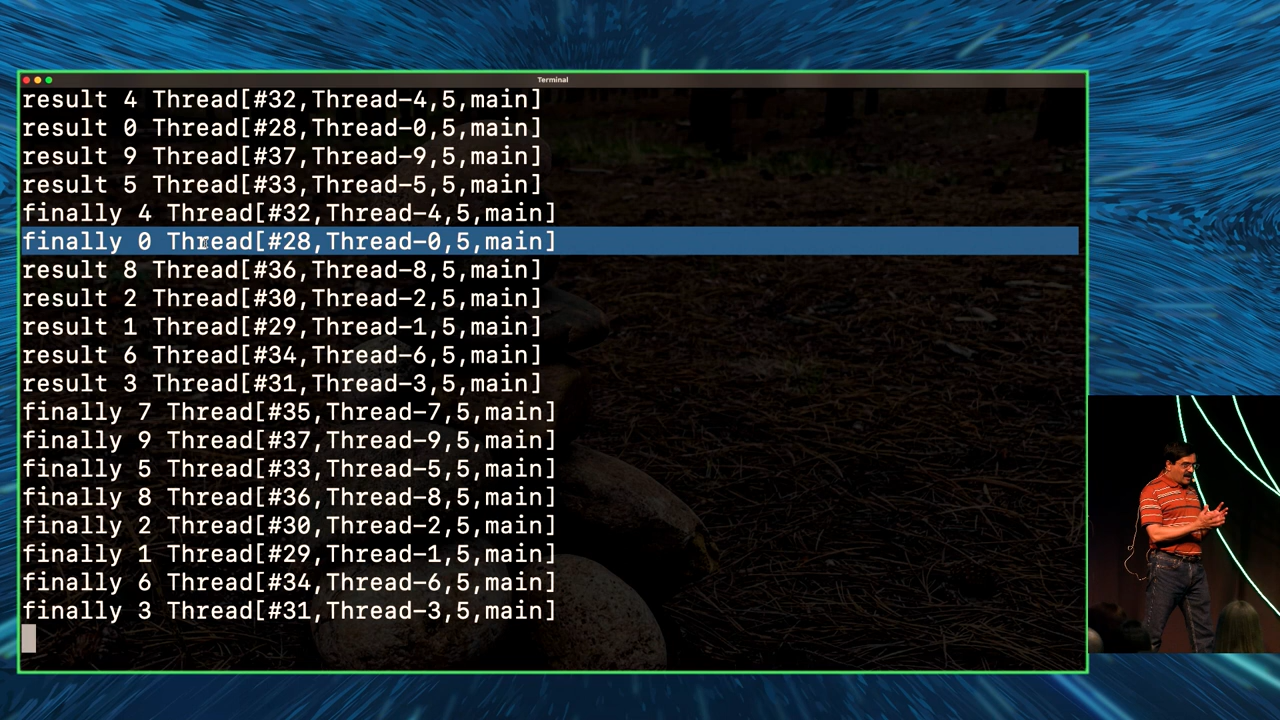 Terminal
result 4 Thread[#32,Thread-4,5,main]
result 0 Thread[#28,Thread-0,5,main]
result 9 Thread[#37,Thread-9,5,main]
result 5 Thread[#33,Thread-5,5,main]
finally 4 Thread[#32,Thread-4,5,main]
finally 0 Thread[#28,Thread-0,5,main]
result 8 Thread[#36,Thread-8,5,main]
result 2 Thread[#30,Thread-2,5,main]
result 1 Thread[#29,Thread-1,5,main]
result 6 Thread[#34,Thread-6,5,main]
result 3 Thread[#31,Thread-3,5,main]
finally 7 Thread[#35,Thread-7,5,main]
finally 9 Thread[#37,Thread-9,5,main]
finally 5 Thread[#33,Thread-5,5,main]
finally 8 Thread[#36,Thread-8,5,main]
finally 2 Thread[#30,Thread-2,5,main]
finally 1 Thread[#29,Thread-1,5,main]
finally 6 Thread[#34,Thread-6,5,main]
finally 3 Thread[#31,Thread-3,5,main]